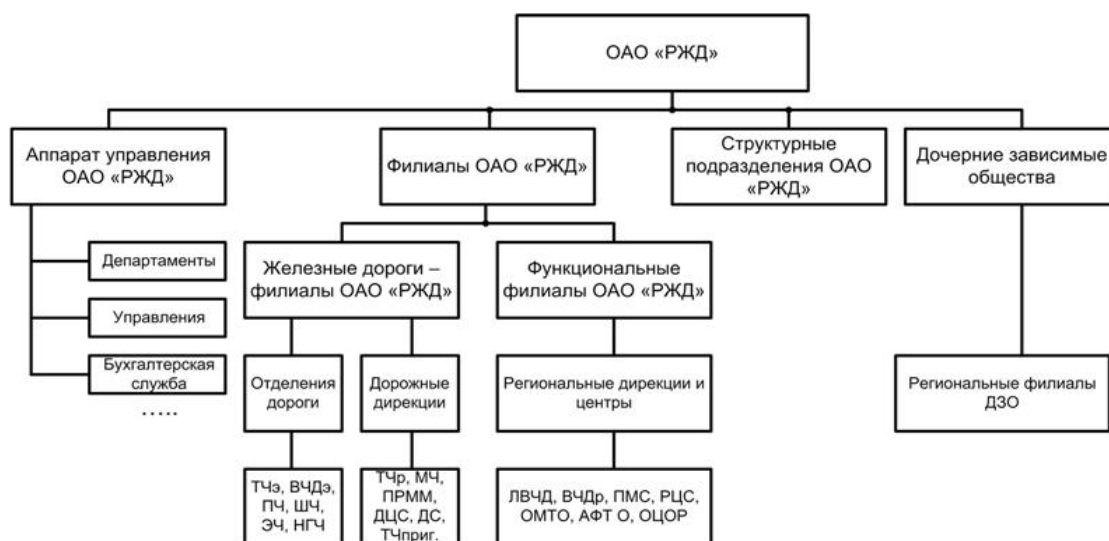 ОАО «РЖД»
Аппарат управления
ОАО «РЖД»
Филиалы ОАО «РЖД»
Структурные
подразделения ОАО
«РЖД»
Дочерние зависимые
общества
Департаменты
Управления
Бухгалтерская
служба
.....
Железные дороги –
филиалы ОАО «РЖД»
Функциональные
филиалы ОАО «РЖД»
Отделения
дороги
Дорожные
дирекции
Региональные дирекции и
центры
Региональные филиалы
ДЗО
ТЧэ, ВЧДэ,
ПЧ, ШЧ,
ЭЧ, НГЧ
ТЧр, МЧ,
ПРММ,
ДЦС, ДС,
ТЧприг.
ЛВЧД, ВЧДр, ПМС, РЦС,
ОМТО, АФТ О, ОЦОР